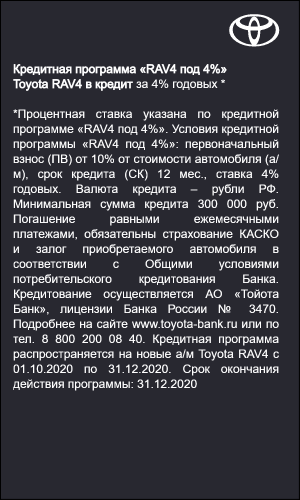 Кредитная программа «RAV4 под 4%»
Toyota RAV4 в кредит за 4% годовых *
*Процентная ставка указана по кредитной
программе «RAV4 под 4%». Условия кредитной
программы «RAV4 под 4%»: первоначальный
взнос (ПВ) от 10% от стоимости автомобиля (а/
м), срок кредита (СК) 12 мес., ставка 4%
годовых. Валюта кредита – рубли РФ.
Минимальная сумма кредита 300 000 руб.
Погашение равными ежемесячными
платежами, обязательны страхование КАСКО
и залог приобретаемого автомобиля в
соответствии с Общими условиями
потребительского кредитования Банка.
Кредитование осуществляется АО «Тойота
Банк», лицензии Банка России № 3470.
Подробнее на сайте www.toyota-bank.ru или по
тел. 8 800 200 08 40. Кредитная программа
распространяется на новые а/м Toyota RAV4 с
01.10.2020 по 31.12.2020. Срок окончания
действия программы: 31.12.2020